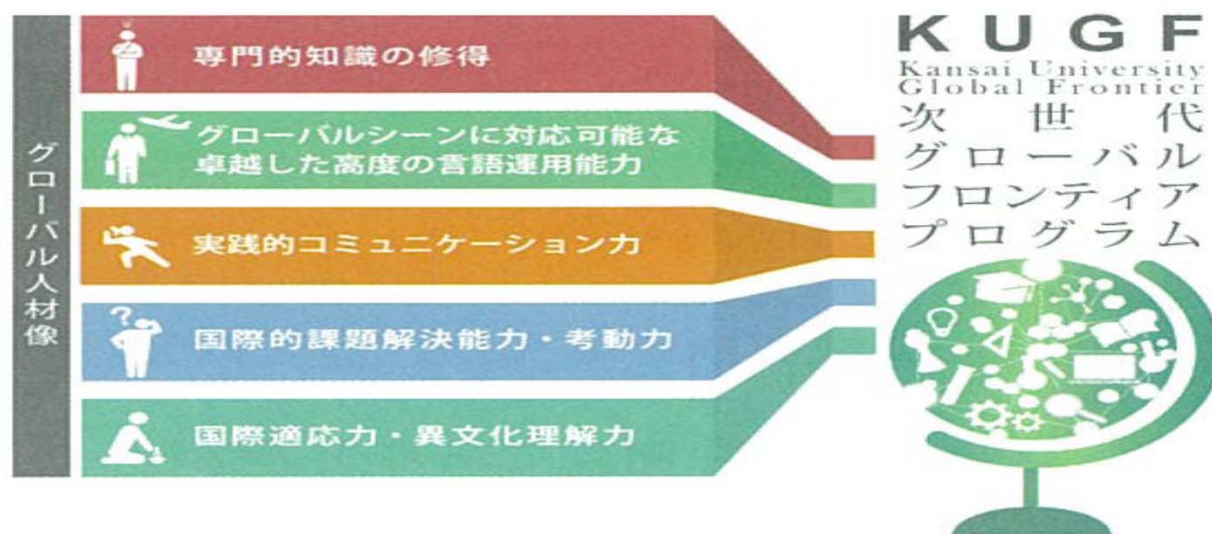 グローバル人材像
専門的知識の修得
グローバルシーンに対応可能な
卓越した高度の言語運用能力
実践的コミュニケーション力
?
国際的課題解決能力・考動力
国際適応力・異文化理解力
KUGF
Kansai University
Global Frontier
次世代
グローバル
フロンティア
プログラム